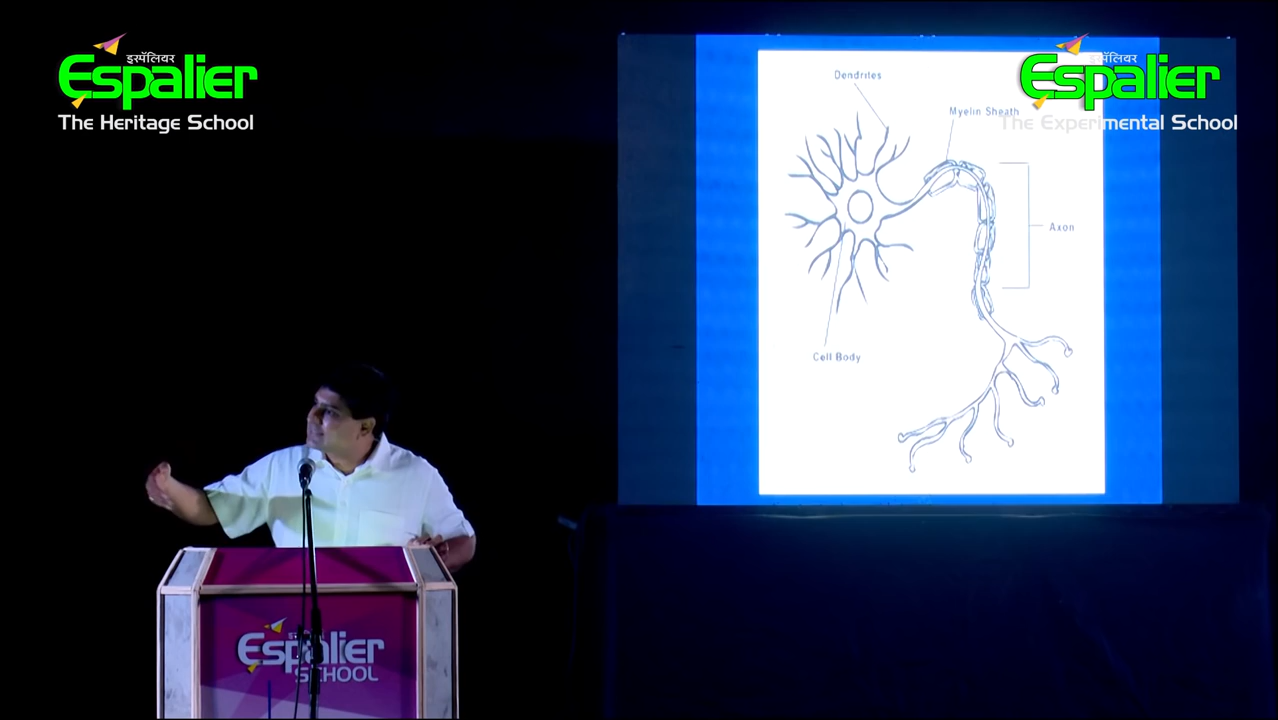 इस्पॅलियर
Espalier
The Heritage School
इस्पॅलियर
Espalier
The Experimental School
Dendrites
Myelin Sheath
Axon
Cell Body
Espalier
SCHOOL